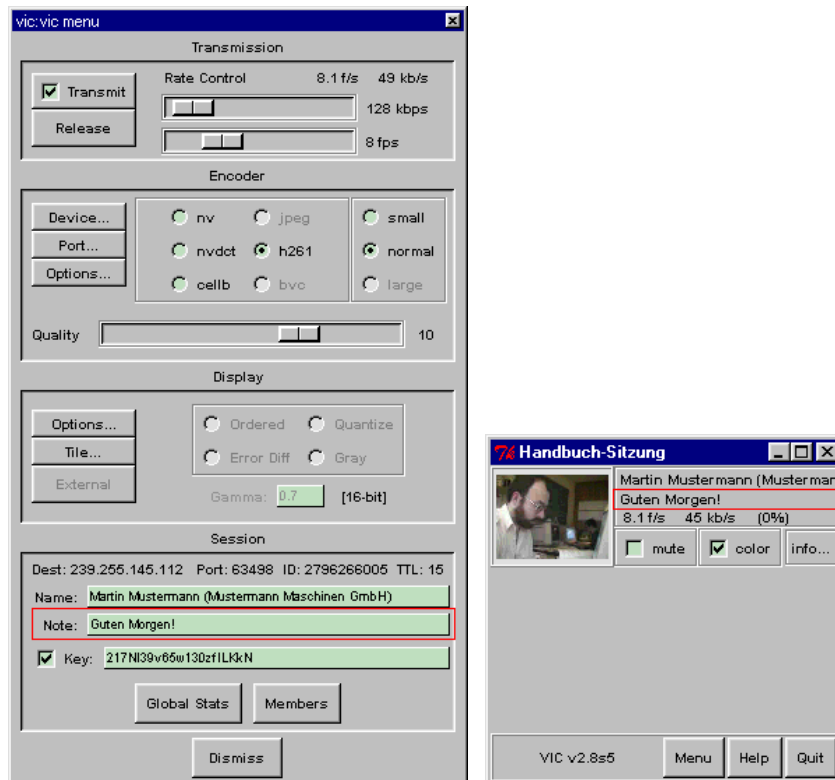 vic:vic menu
Transmission
Transmit
Release
Rate Control 8.1 f/s 49 kb/s
128 kbps
8 fps
Encoder
Device...
Port...
Options...
nv jpeg small
nvdct h261 normal
cellb bvc large
Quality 10
Display
Options...
Tile...
External
Ordered Quantize
Error Diff Gray
Gamma: 0.7 [16-bit]
Session
Dest: 239.255.145.112 Port: 63498 ID: 2796266005 TTL: 15
Name: Martin Mustermann (Mustermann Maschinen GmbH)
Note: Guten Morgen!
Key: 217Nl39v65w130zfILKkN
Global Stats Members
Dismiss
Handbuch-Sitzung
Martin Mustermann (Musterman
Guten Morgen!
8.1 f/s 45 kb/s (0%)
mute color info...
VIC v2.8s5 Menu Help Quit